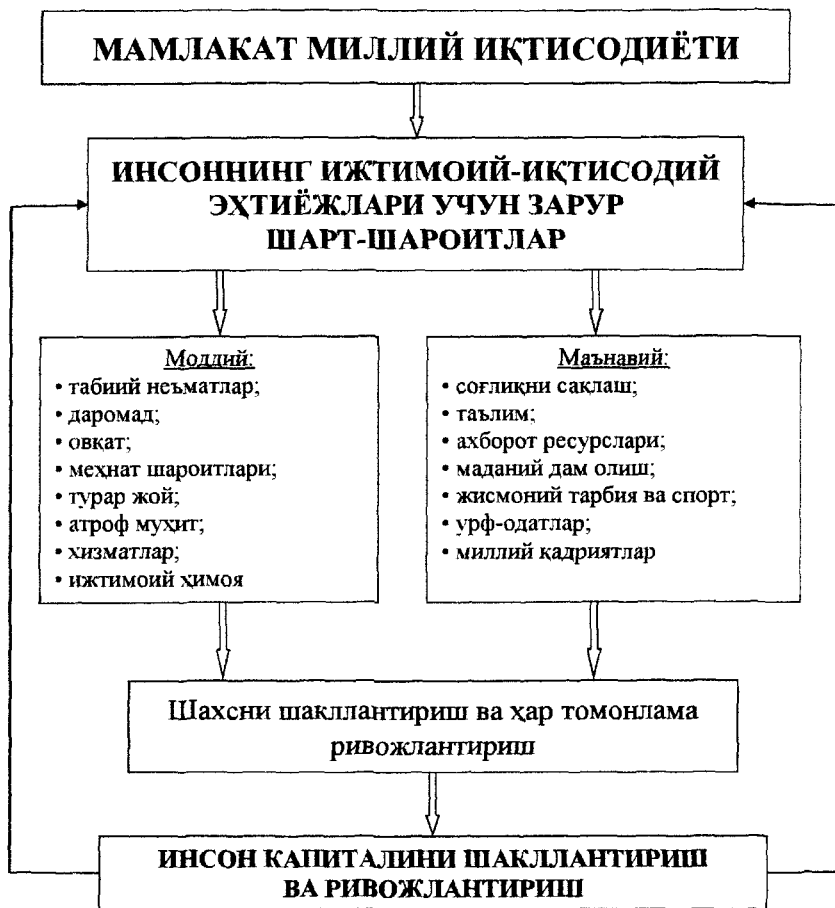 МАМЛАКАТ МИЛЛИЙ ИҚТИСОДИЁТИ
ИНСОННИНГ ИЖТИМОИЙ-ИҚТИСОДИЙ
ЭҲТИЁЖЛАРИ УЧУН ЗАРУР
ШАРТ-ШАРОИТЛАР
Моддий:
• табиий неъматлар;
• даромад;
• овқат;
• меҳнат шароитлари;
• турар жой;
• атроф муҳит;
• хизматлар;
• ижтимоий ҳимоя
Маънавий:
• соғлиқни сақлаш;
• таълим;
• ахборот ресурслари;
• маданий дам олиш;
• жисмоний тарбия ва спорт;
• урф-одатлар;
• миллий қадриятлар
Шахсни шакллантириш ва ҳар томонлама
ривожлантириш
ИНСОН КАПИТАЛИНИ ШАКЛЛАНТИРИШ
ВА РИВОЖЛАНТИРИШ